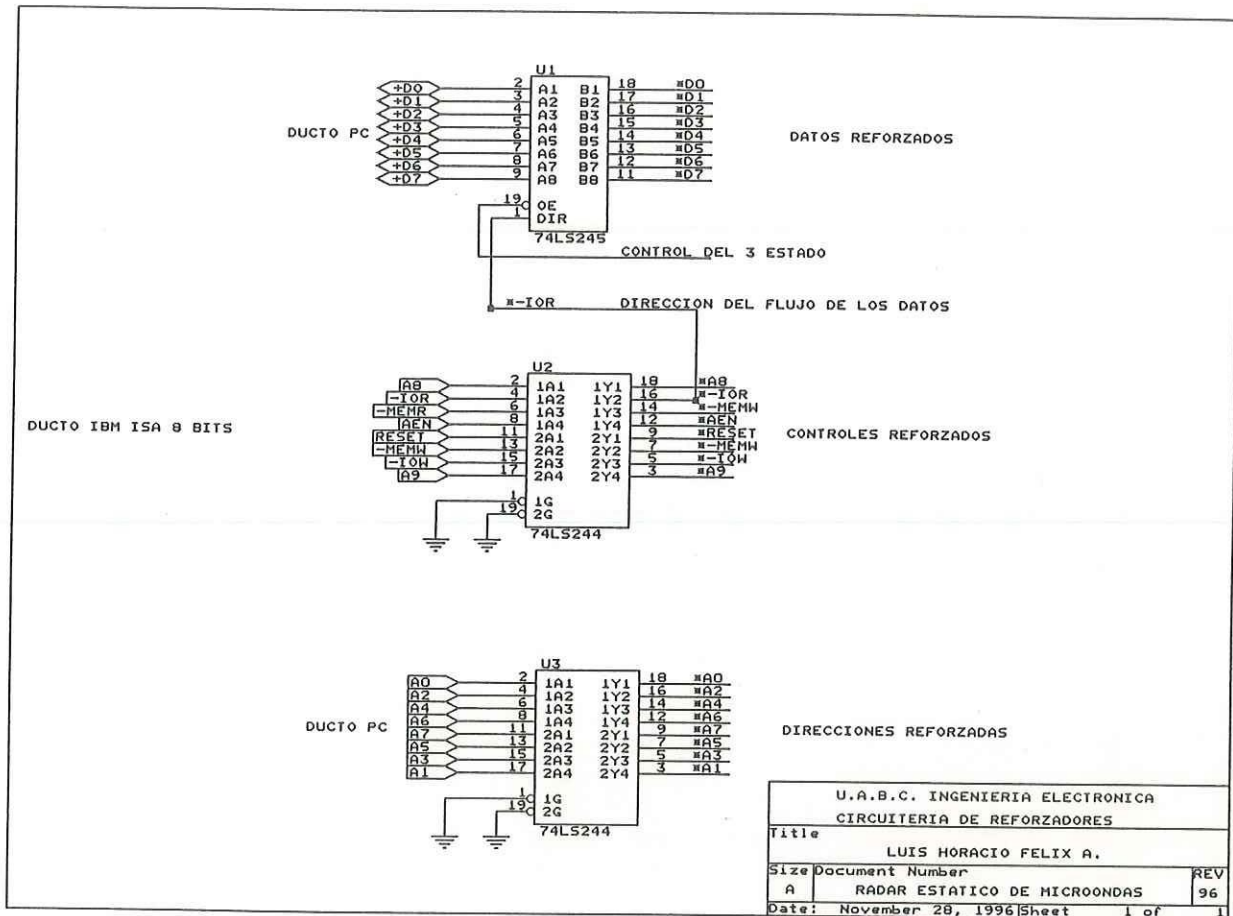 U1
+D0 2 A1 B1 18 *D0
+D1 3 A2 B2 17 *D1
+D2 4 A3 B3 16 *D2
+D3 5 A4 B4 15 *D3
+D4 6 A5 B5 14 *D4
+D5 7 A6 B6 13 *D5
+D6 8 A7 B7 12 *D6
+D7 9 A8 B8 11 *D7
DUCTO PC
DATOS REFORZADOS
19 OE
1 DIR
74LS245
CONTROL DEL 3 ESTADO
*-IOR DIRECCION DEL FLUJO DE LOS DATOS
U2
A8 2 1A1 1Y1 18 *A8
-IOR 4 1A2 1Y2 16 *-IOR
-MEMR 6 1A3 1Y3 14 *-MEMW
AEN 8 1A4 1Y4 12 *AEN
RESET 11 2A1 2Y1 9 *RESET
-MEMW 13 2A2 2Y2 7 *-MEMW
-IOW 15 2A3 2Y3 5 *-IOW
A9 17 2A4 2Y4 3 *A9
DUCTO IBM ISA 8 BITS
CONTROLES REFORZADOS
1 1G
19 2G
74LS244
U3
A0 2 1A1 1Y1 18 *A0
A2 4 1A2 1Y2 16 *A2
A4 6 1A3 1Y3 14 *A4
A6 8 1A4 1Y4 12 *A6
A7 11 2A1 2Y1 9 *A7
A5 13 2A2 2Y2 7 *A5
A3 15 2A3 2Y3 5 *A3
A1 17 2A4 2Y4 3 *A1
DUCTO PC
DIRECCIONES REFORZADAS
1 1G
19 2G
74LS244
U.A.B.C. INGENIERIA ELECTRONICA
CIRCUITERIA DE REFORZADORES
Title
LUIS HORACIO FELIX A.
Size Document Number REV
A RADAR ESTATICO DE MICROONDAS 96
Date: November 28, 1996 Sheet 1 of 1